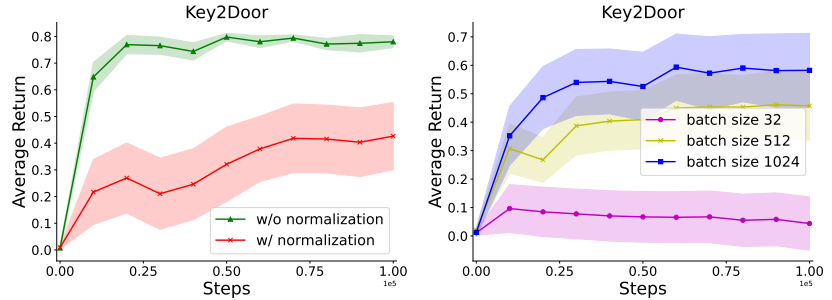 Key2Door
Average Return
0.8
0.7
0.6
0.5
0.4
0.3
0.2
0.1
0.0
w/o normalization
w/ normalization
0.00 0.25 0.50 0.75 1.00
1e5
Steps
Key2Door
Average Return
0.7
0.6
0.5
0.4
0.3
0.2
0.1
0.0
batch size 32
batch size 512
batch size 1024
0.00 0.25 0.50 0.75 1.00
1e5
Steps